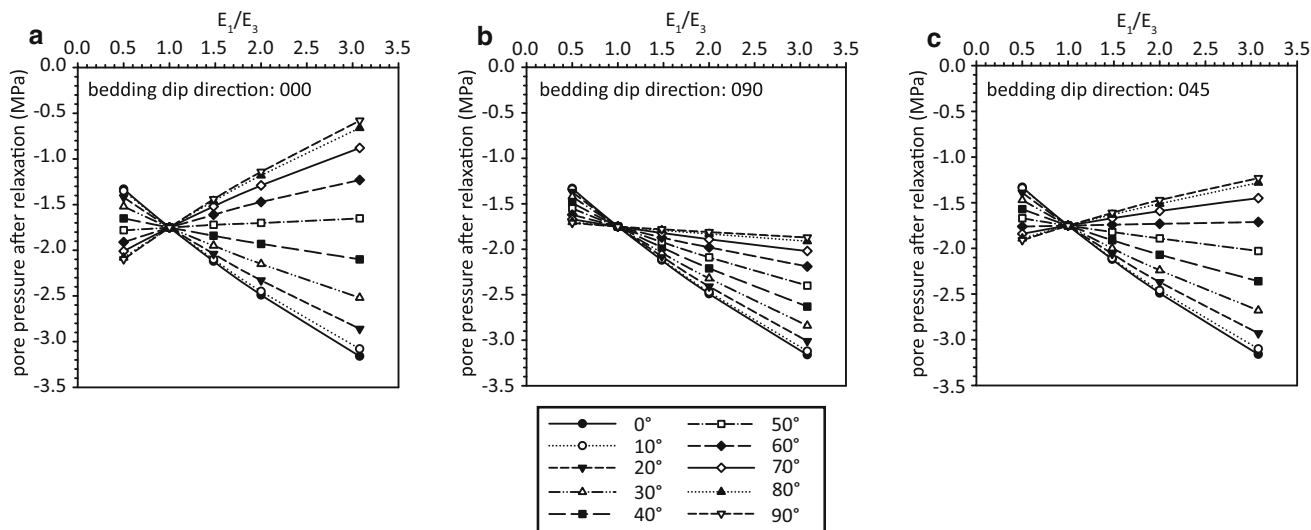 a
E1/E3
0.0 0.5 1.0 1.5 2.0 2.5 3.0 3.5
bedding dip direction: 000
pore pressure after relaxation (MPa)
0.0
-0.5
-1.0
-1.5
-2.0
-2.5
-3.0
-3.5
b
E1/E3
0.0 0.5 1.0 1.5 2.0 2.5 3.0 3.5
bedding dip direction: 090
pore pressure after relaxation (MPa)
0.0
-0.5
-1.0
-1.5
-2.0
-2.5
-3.0
-3.5
c
E1/E3
0.0 0.5 1.0 1.5 2.0 2.5 3.0 3.5
bedding dip direction: 045
pore pressure after relaxation (MPa)
0.0
-0.5
-1.0
-1.5
-2.0
-2.5
-3.0
-3.5
0°
10°
20°
30°
40°
50°
60°
70°
80°
90°